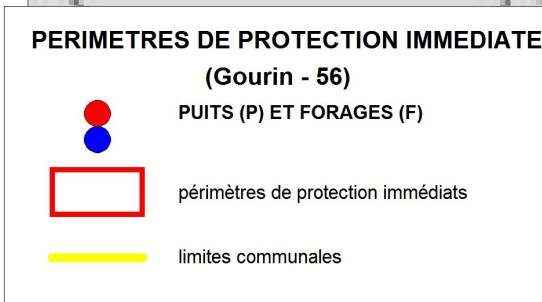 PERIMETRES DE PROTECTION IMMEDIATE
(Gourin - 56)
PUITS (P) ET FORAGES (F)
périmètres de protection immédiats
limites communales